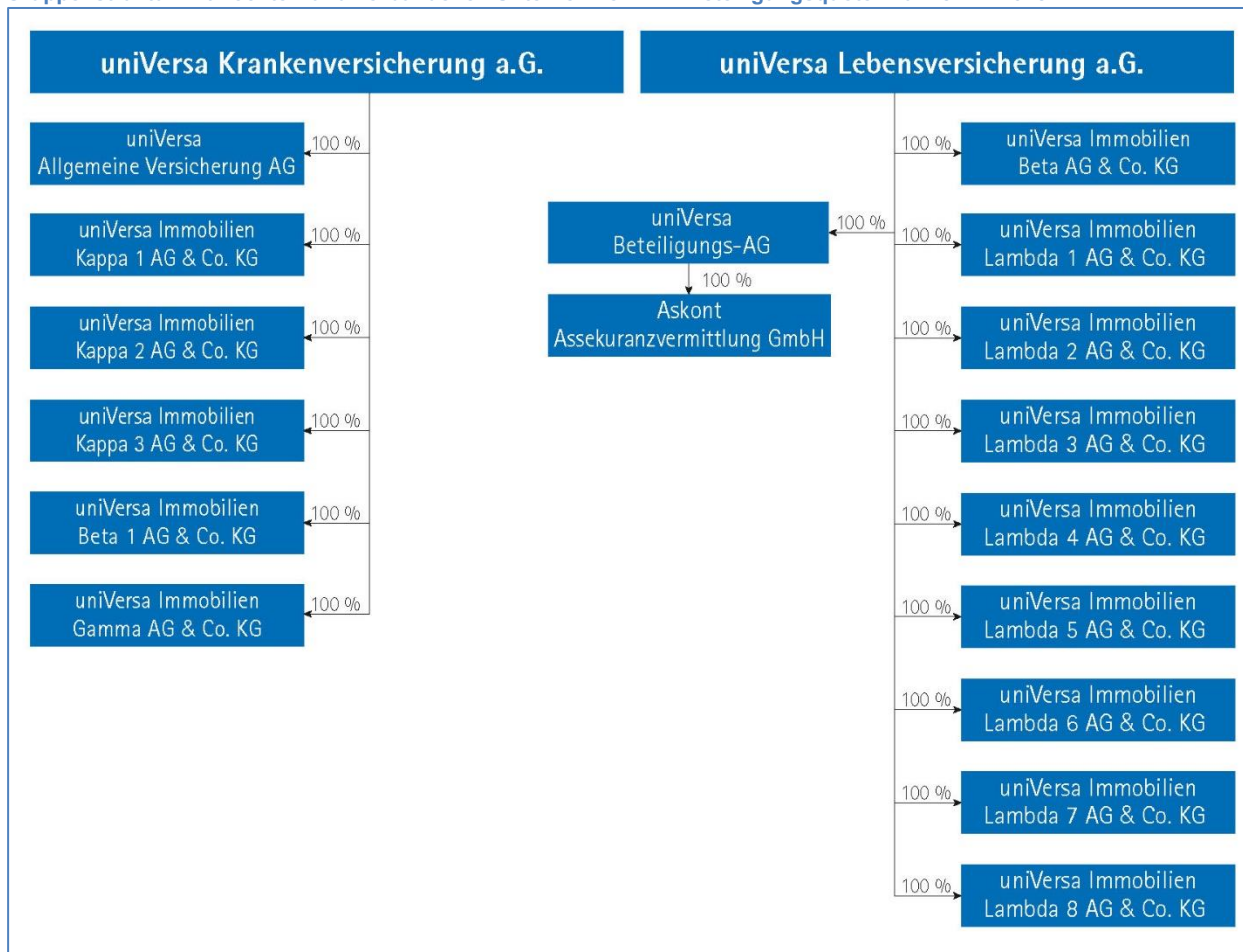 uniVersa Krankenversicherung a.G.
uniVersa Lebensversicherung a.G.
uniVersa
Allgemeine Versicherung AG
100 %
uniVersa Immobilien
Kappa 1 AG & Co. KG
100 %
uniVersa Immobilien
Kappa 2 AG & Co. KG
100 %
uniVersa Immobilien
Kappa 3 AG & Co. KG
100 %
uniVersa Immobilien
Beta 1 AG & Co. KG
100 %
uniVersa Immobilien
Gamma AG & Co. KG
100 %
uniVersa
Beteiligungs-AG
100 %
100 %
Askont
Assekuranzvermittlung GmbH
100 %
uniVersa Immobilien
Beta AG & Co. KG
100 %
uniVersa Immobilien
Lambda 1 AG & Co. KG
100 %
uniVersa Immobilien
Lambda 2 AG & Co. KG
100 %
uniVersa Immobilien
Lambda 3 AG & Co. KG
100 %
uniVersa Immobilien
Lambda 4 AG & Co. KG
100 %
uniVersa Immobilien
Lambda 5 AG & Co. KG
100 %
uniVersa Immobilien
Lambda 6 AG & Co. KG
100 %
uniVersa Immobilien
Lambda 7 AG & Co. KG
100 %
uniVersa Immobilien
Lambda 8 AG & Co. KG